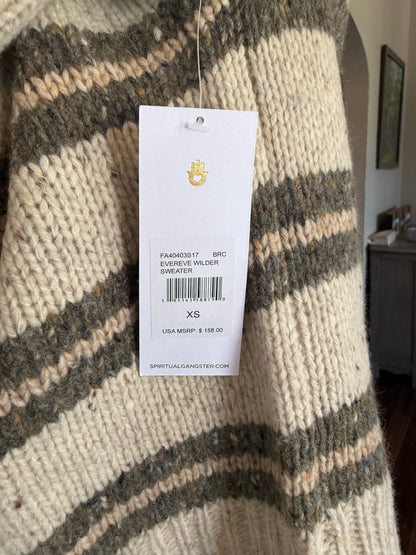 FA40403S17 BRC
EVEREVE WILDER
SWEATER
XS
USA MSRP: $ 158.00
SPIRITUALGANGSTER.COM